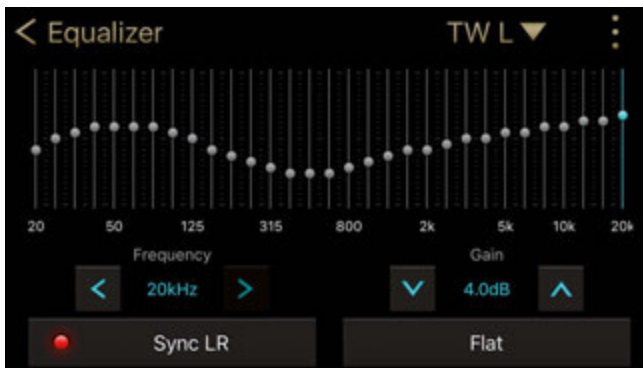 Equalizer TW L
20 50 125 315 800 2k 5k 10k 20k
Frequency Gain
20kHz 4.0dB
Sync LR Flat